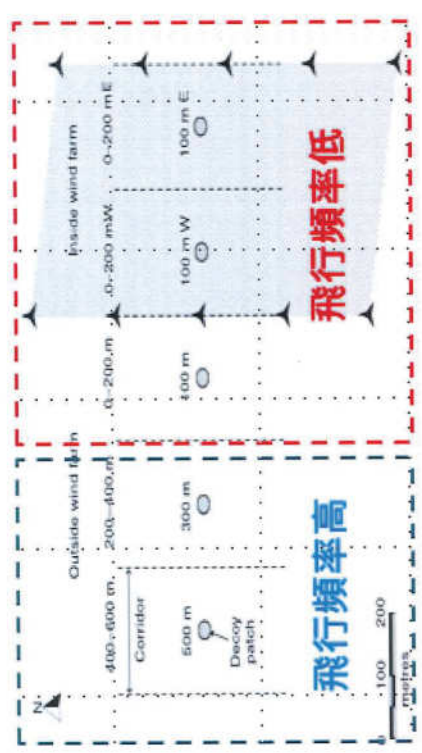 N
Outside wind farm
Inside wind farm
400–600 m
200–400 m
0–200 m
0–200 mW
0–200 mE
Corridor
500 m
300 m
100 m
100 m W
100 m E
Decoy
patch
飛行頻率高
飛行頻率低
0 100 200
metres